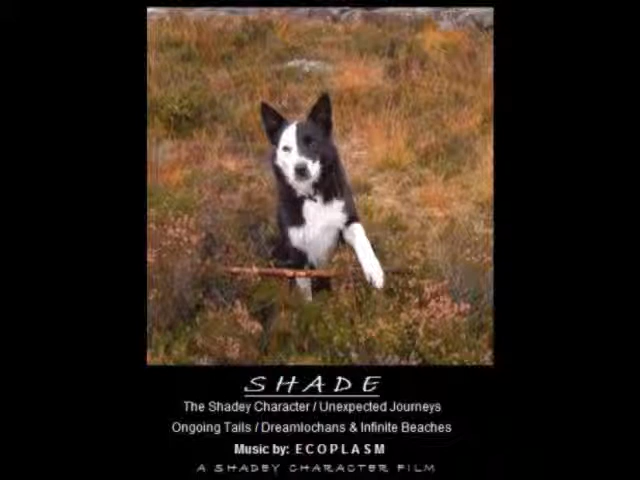 SHADE
The Shadey Character / Unexpected Journeys
Ongoing Tails / Dreamlochans & Infinite Beaches
Music by: ECOPLASM
A SHADEY CHARACTER FILM